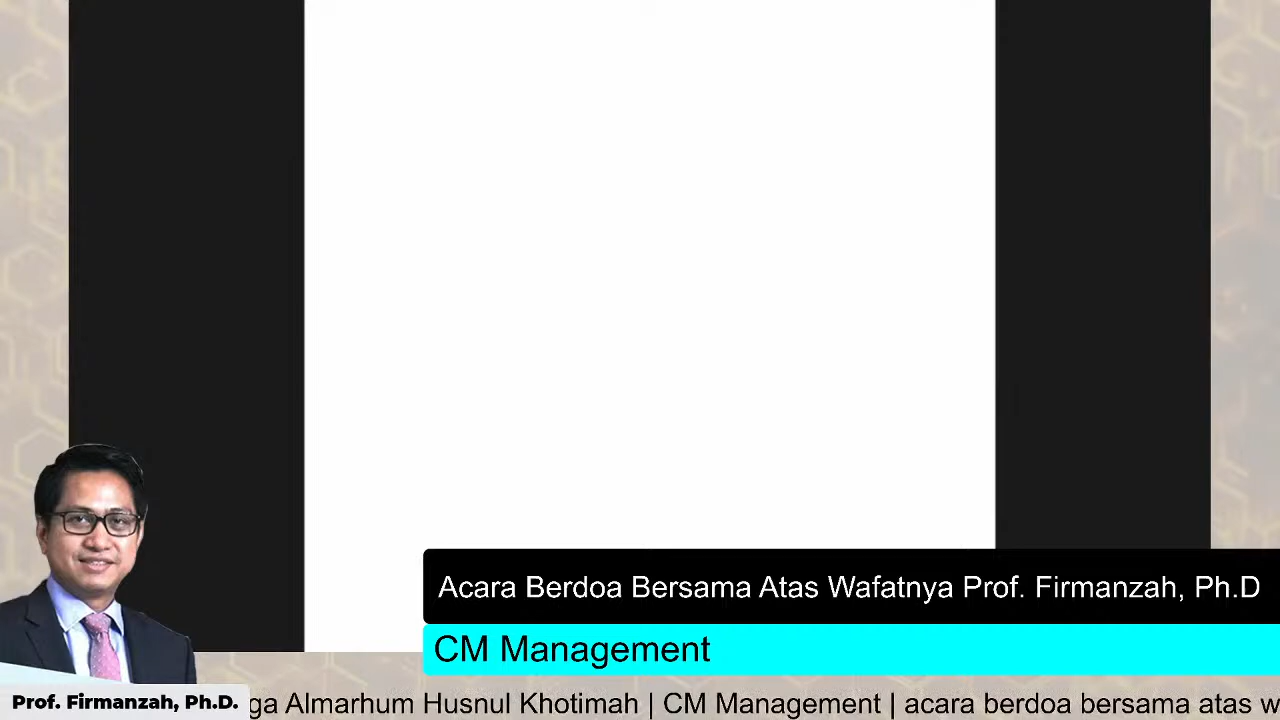 Acara Berdoa Bersama Atas Wafatnya Prof. Firmanzah, Ph.D
CM Management
Prof. Firmanzah, Ph.D.
ga Almarhum Husnul Khotimah | CM Management | acara berdoa bersama atas w